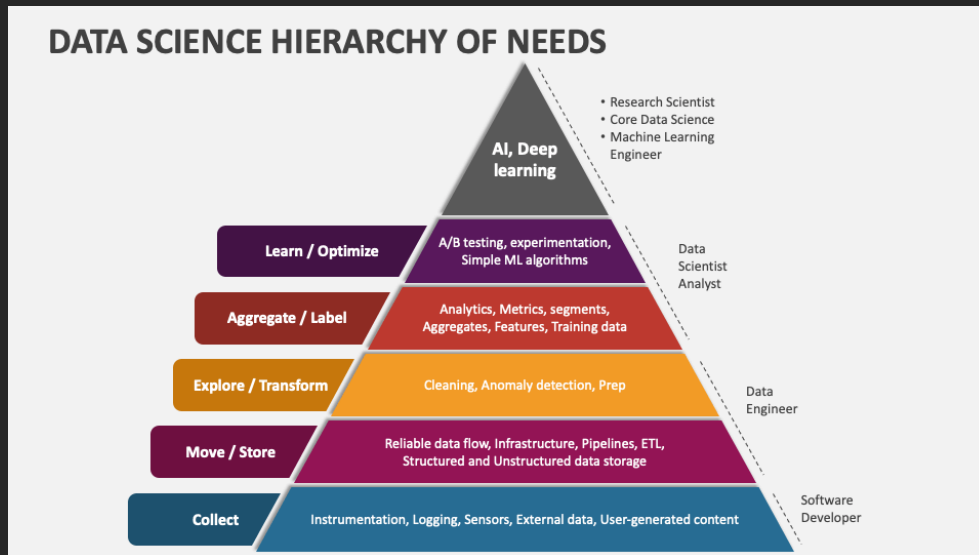 DATA SCIENCE HIERARCHY OF NEEDS
• Research Scientist
• Core Data Science
• Machine Learning
Engineer
AI, Deep
learning
Learn / Optimize
A/B testing, experimentation,
Simple ML algorithms
Data
Scientist
Analyst
Aggregate / Label
Analytics, Metrics, segments,
Aggregates, Features, Training data
Explore / Transform
Cleaning, Anomaly detection, Prep
Data
Engineer
Move / Store
Reliable data flow, Infrastructure, Pipelines, ETL,
Structured and Unstructured data storage
Collect
Instrumentation, Logging, Sensors, External data, User-generated content
Software
Developer